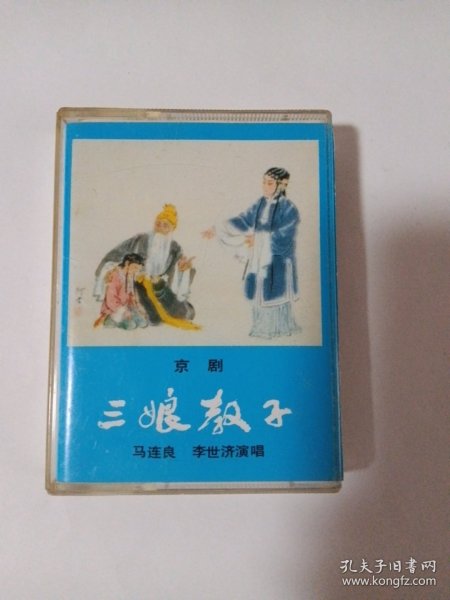 京剧
三娘教子
马连良 李世济演唱
孔夫子旧书网
www.kongfz.com